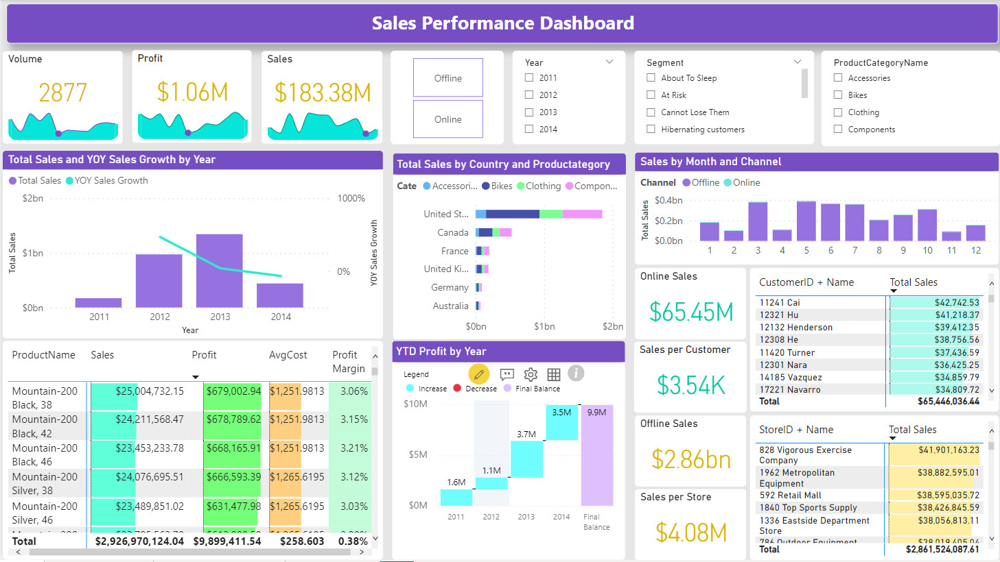 Sales Performance Dashboard
Volume
2877
Profit
$1.06M
Sales
$183.38M
Offline
Online
Year
2011
2012
2013
2014
Segment
About To Sleep
At Risk
Cannot Lose Them
Hibernating customers
ProductCategoryName
Accessories
Bikes
Clothing
Components
Total Sales and YOY Sales Growth by Year
Total Sales YOY Sales Growth
$2bn
$1bn
$0bn
1000%
0%
Total Sales
YOY Sales Growth
2011 2012 2013 2014
Year
Total Sales by Country and Productategory
Cate Accessori... Bikes Clothing Compon...
United St...
Canada
France
United Ki...
Germany
Australia
$0bn $1bn $2bn
Sales by Month and Channel
Channel Offline Online
Total Sales
$0.4bn
$0.2bn
$0.0bn
1 2 3 4 5 6 7 8 9 10 11 12
ProductName Sales Profit AvgCost Profit
Margin
Mountain-200 $25,004,732.15 $679,002.94 $1,251.9813 3.06%
Black, 38
Mountain-200 $24,211,568.47 $678,789.62 $1,251.9813 3.15%
Black, 42
Mountain-200 $23,453,233.78 $668,165.91 $1,251.9813 3.21%
Black, 46
Mountain-200 $24,076,695.51 $666,593.39 $1,265.6195 3.12%
Silver, 38
Mountain-200 $23,489,851.02 $631,477.98 $1,265.6195 3.03%
Silver, 46
Total $2,926,970,124.04 $9,899,411.54 $258.603 0.38%
YTD Profit by Year
Legend
Increase Decrease Final Balance
$10M
$5M
$0M
1.6M
1.1M
3.7M
3.5M
9.9M
2011 2012 2013 2014 Final
Balance
Online Sales
$65.45M
Sales per Customer
$3.54K
Offline Sales
$2.86bn
Sales per Store
$4.08M
CustomerID + Name Total Sales
11241 Cai $42,742.53
12321 Hu $41,218.37
12132 Henderson $39,412.35
12308 He $38,756.56
11420 Turner $37,436.59
12301 Nara $36,425.25
14185 Vazquez $34,859.79
17221 Navarro $34,809.72
Total $65,446,036.44
StoreID + Name Total Sales
828 Vigorous Exercise $41,901,163.23
Company
1962 Metropolitan $38,882,595.01
Equipment
592 Retail Mall $38,595,035.72
1840 Top Sports Supply $38,426,845.59
1336 Eastside Department $38,056,813.11
Store
786 Outdoor Equipment $38,019,405.04
Total $2,861,524,087.61